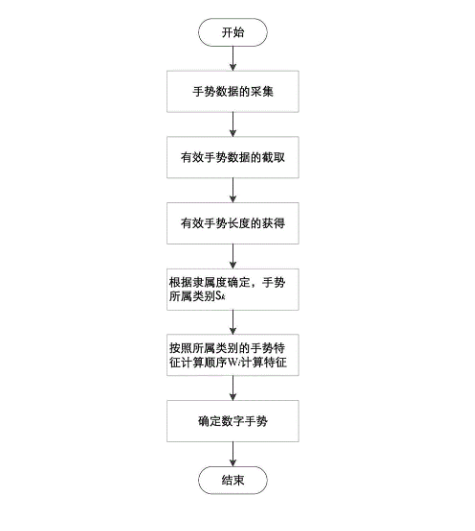 开始
手势数据的采集
有效手势数据的截取
有效手势长度的获得
根据隶属度确定，手势
所属类别Sk
按照所属类别的手势特
征计算顺序Wi计算特征
确定数字手势
结束